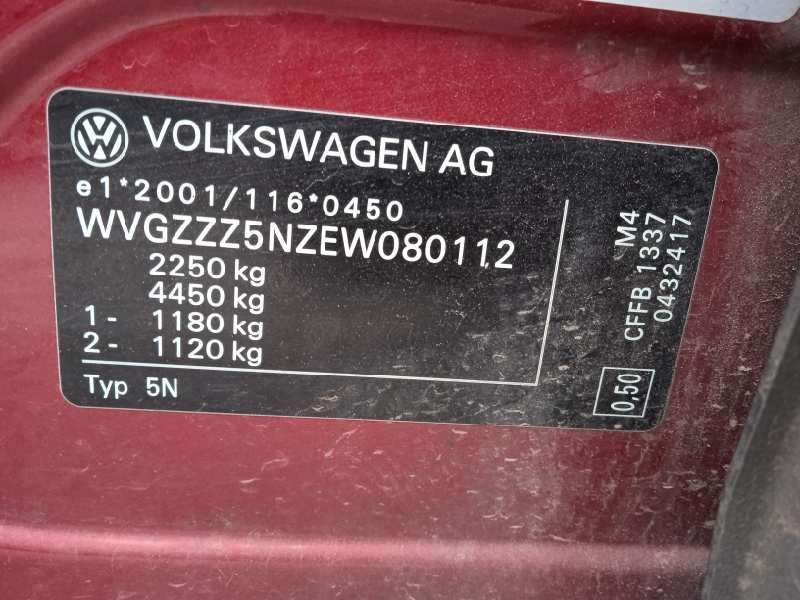 VOLKSWAGEN AG
e1*2001/116*0450
WVGZZZ5NZEW080112
2250 kg
4450 kg
1 - 1180 kg
2 - 1120 kg
Typ 5N
M4
CFFB 1337
0432417
0,50